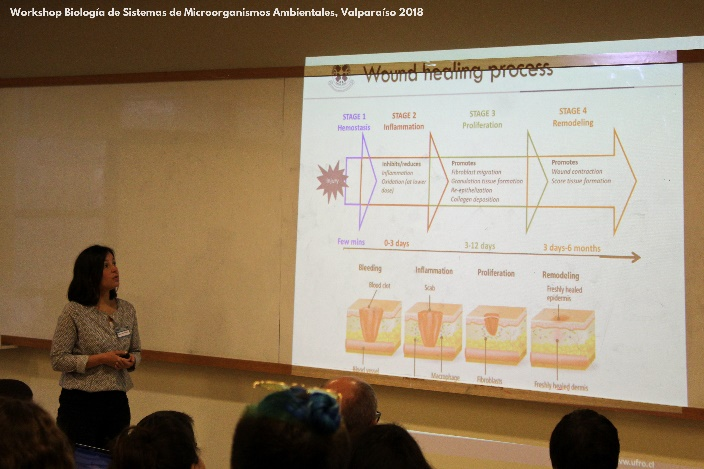 Workshop Biología de Sistemas de Microorganismos Ambientales, Valparaíso 2018
Wound healing process
STAGE 1
Hemostasis
STAGE 2
Inflammation
STAGE 3
Proliferation
STAGE 4
Remodeling
INJURY
Inhibits/reduces
Inflammation
Oxidation (at lower
dose)
Promotes
Fibroblast migration
Granulation tissue formation
Re-epithelization
Collagen deposition
Promotes
Wound contraction
Score tissue formation
Few mins
0-3 days
3-12 days
3 days-6 months
Bleeding
Blood clot
Blood vessel
Inflammation
Scab
Macrophage
Proliferation
Fibroblasts
Remodeling
Freshly healed
epidermis
Freshly healed dermis
www.ufro.cl